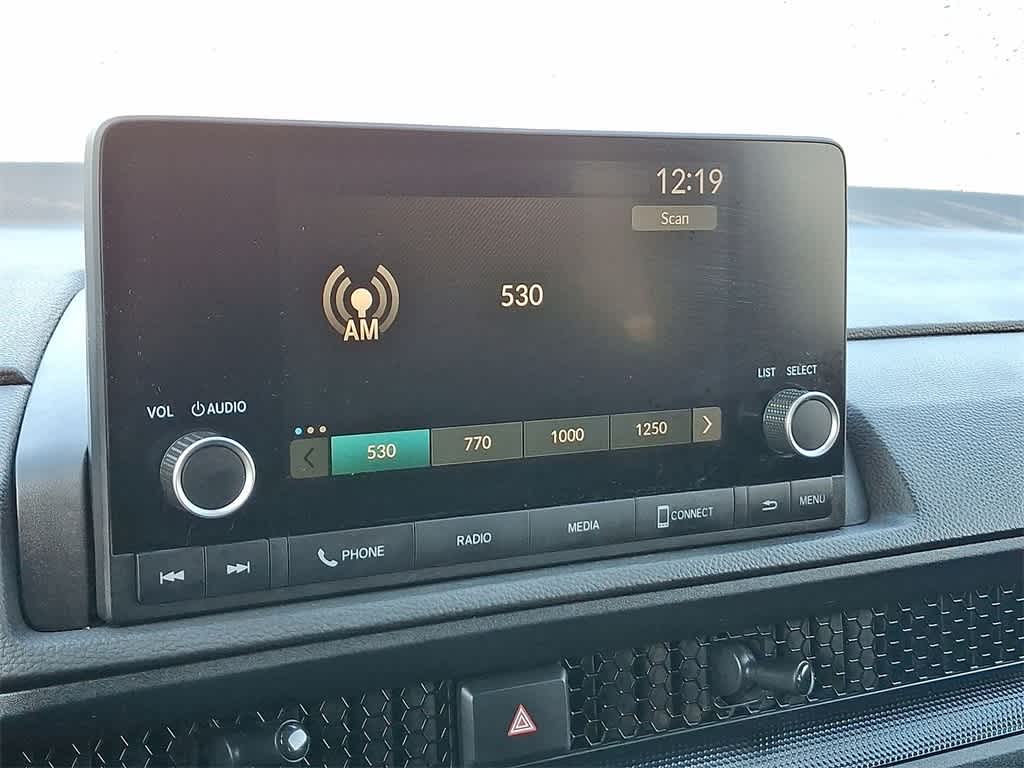 12:19
Scan
AM
530
LIST SELECT
VOL AUDIO
530 770 1000 1250
PHONE RADIO MEDIA CONNECT MENU